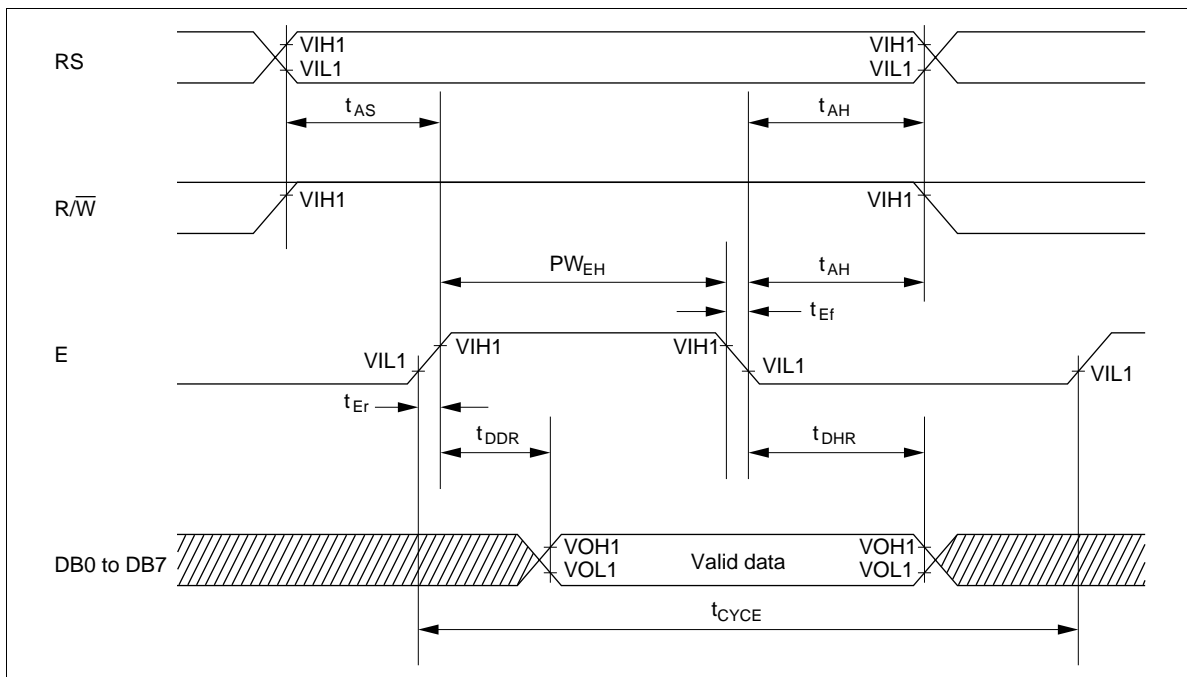 RS
VIH1
VIL1
VIH1
VIL1
tAS
tAH
R/W̅
VIH1
VIH1
PWEH
tAH
tEf
E
VIL1
VIH1
VIH1
VIL1
VIL1
tEr
tDDR
tDHR
DB0 to DB7
VOH1
VOL1
Valid data
VOH1
VOL1
tCYCE